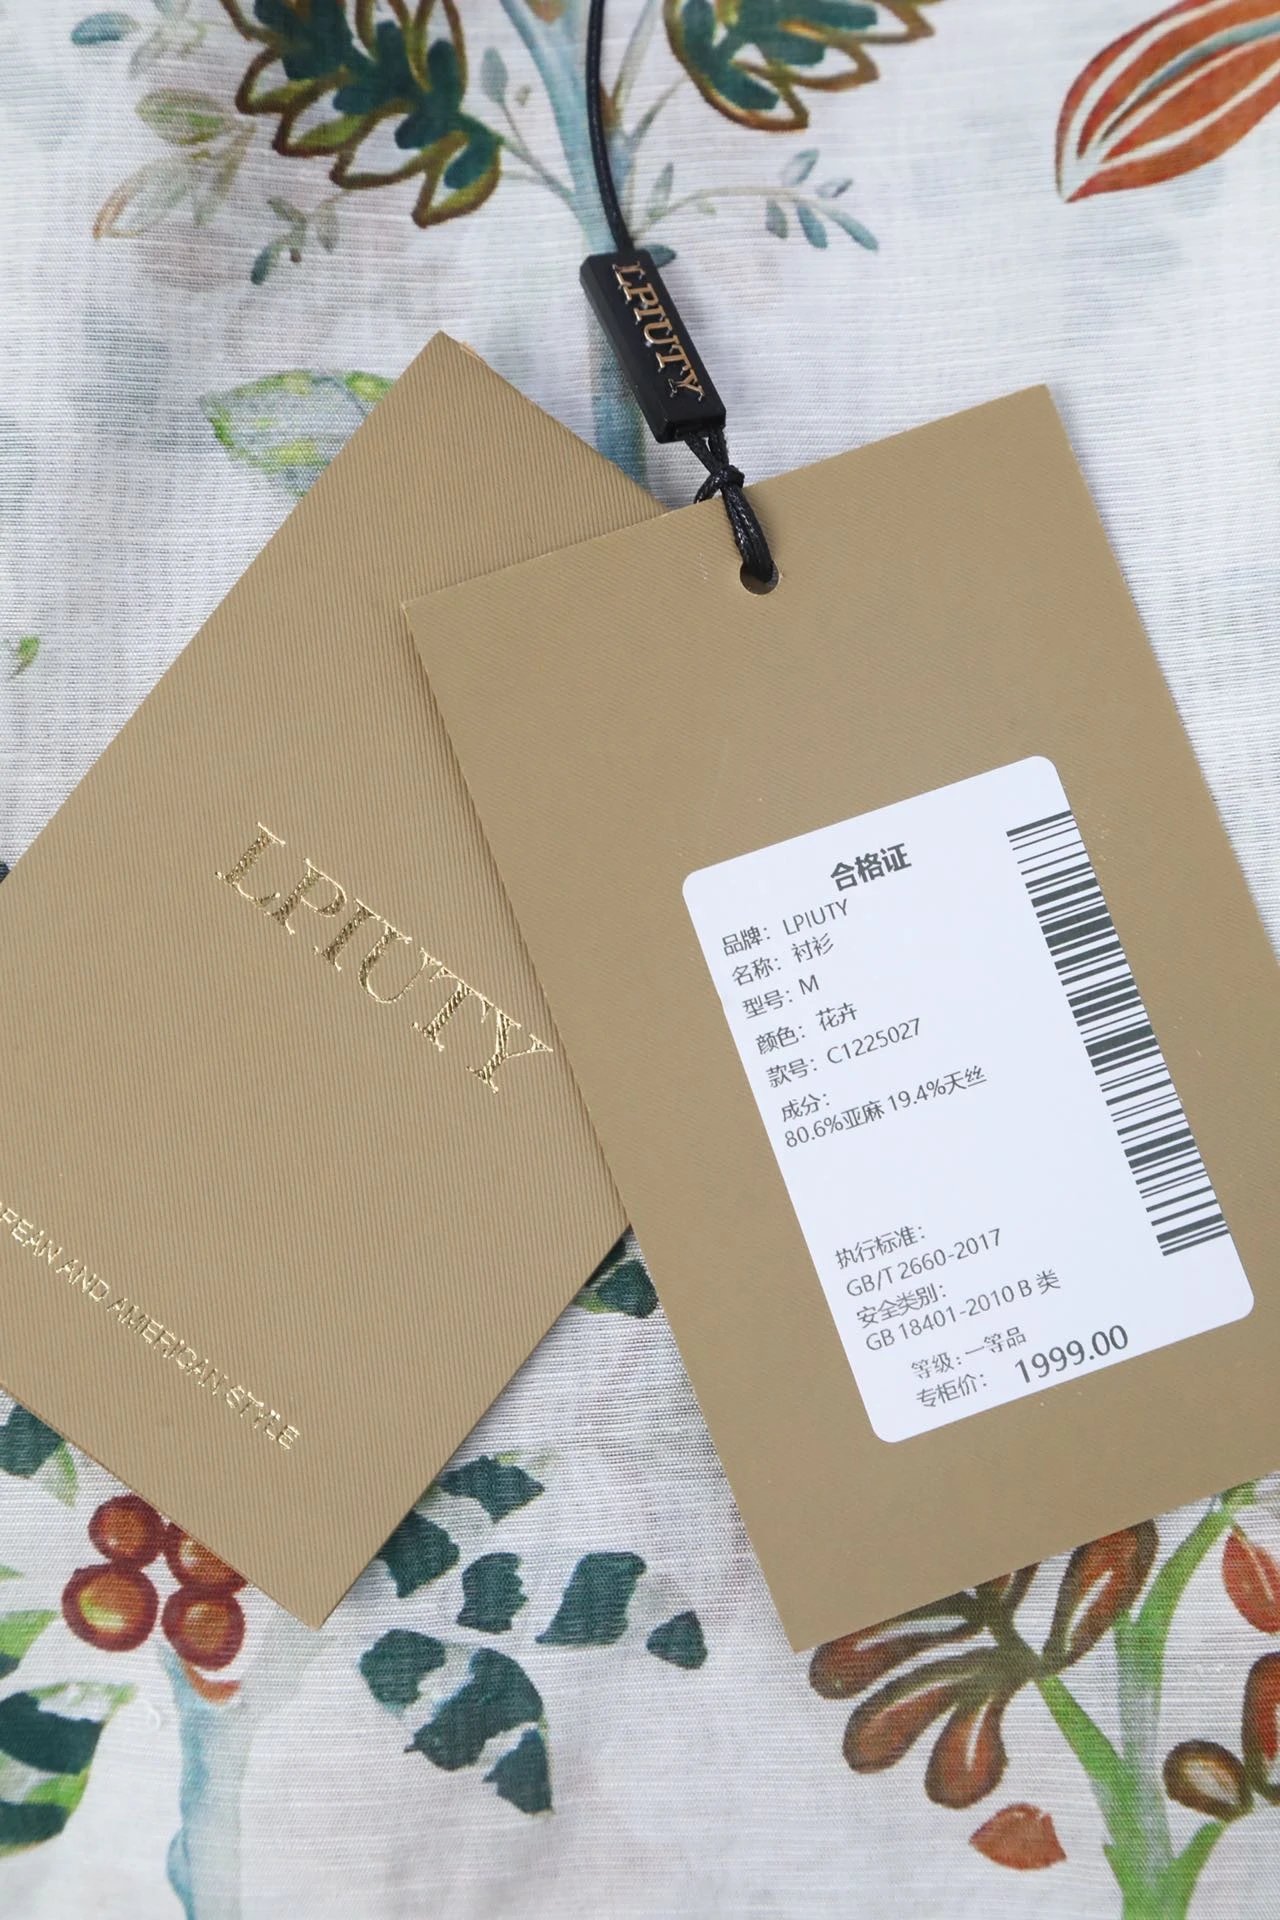 LPIUTY
LPIUTY
AND AMERICAN STYLE
合格证
品牌： LPIUTY
名称： 衬衫
型号： M
颜色： 花卉
款号： C1225027
成分：
80.6%亚麻 19.4%天丝
执行标准：
GB/T 2660-2017
安全类别：
GB 18401-2010 B 类
等级: 一等品
专柜价： 1999.00